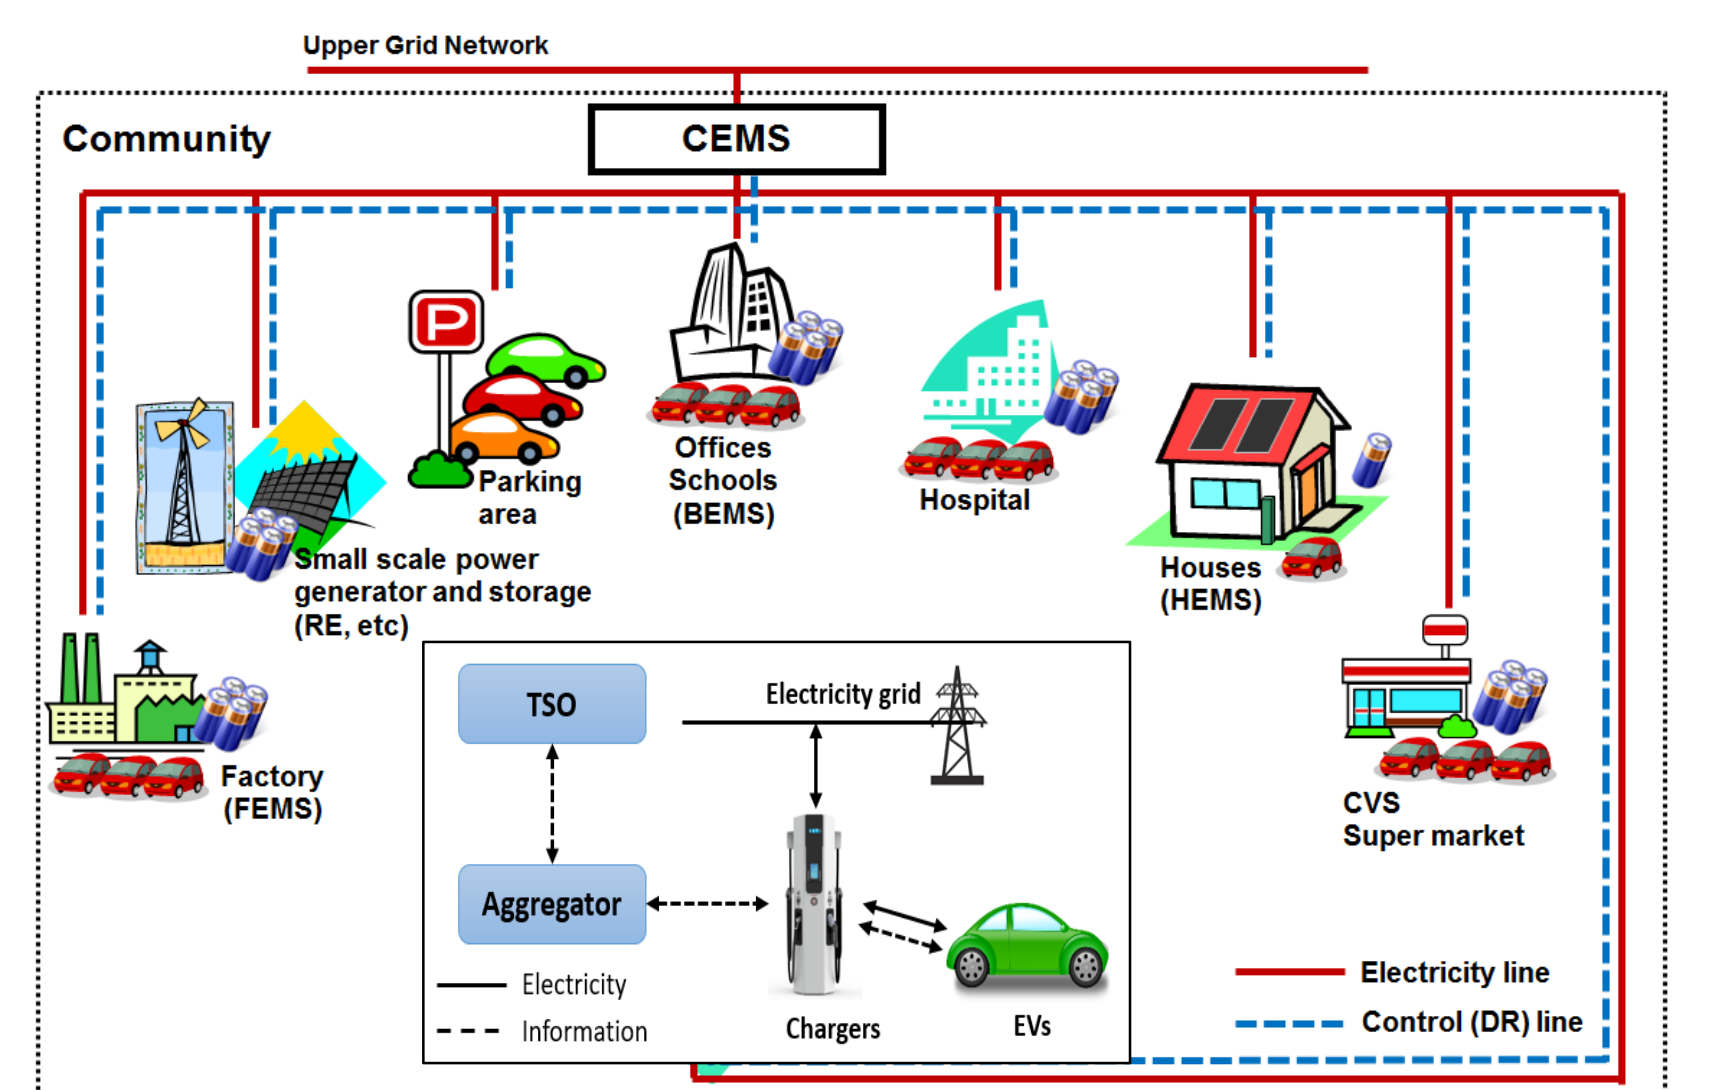 Upper Grid Network
Community
CEMS
P
Parking
area
Offices
Schools
(BEMS)
Hospital
Small scale power
generator and storage
(RE, etc)
Houses
(HEMS)
Factory
(FEMS)
CVS
Super market
TSO
Electricity grid
Aggregator
Electricity
Information
Chargers
EVs
Electricity line
Control (DR) line